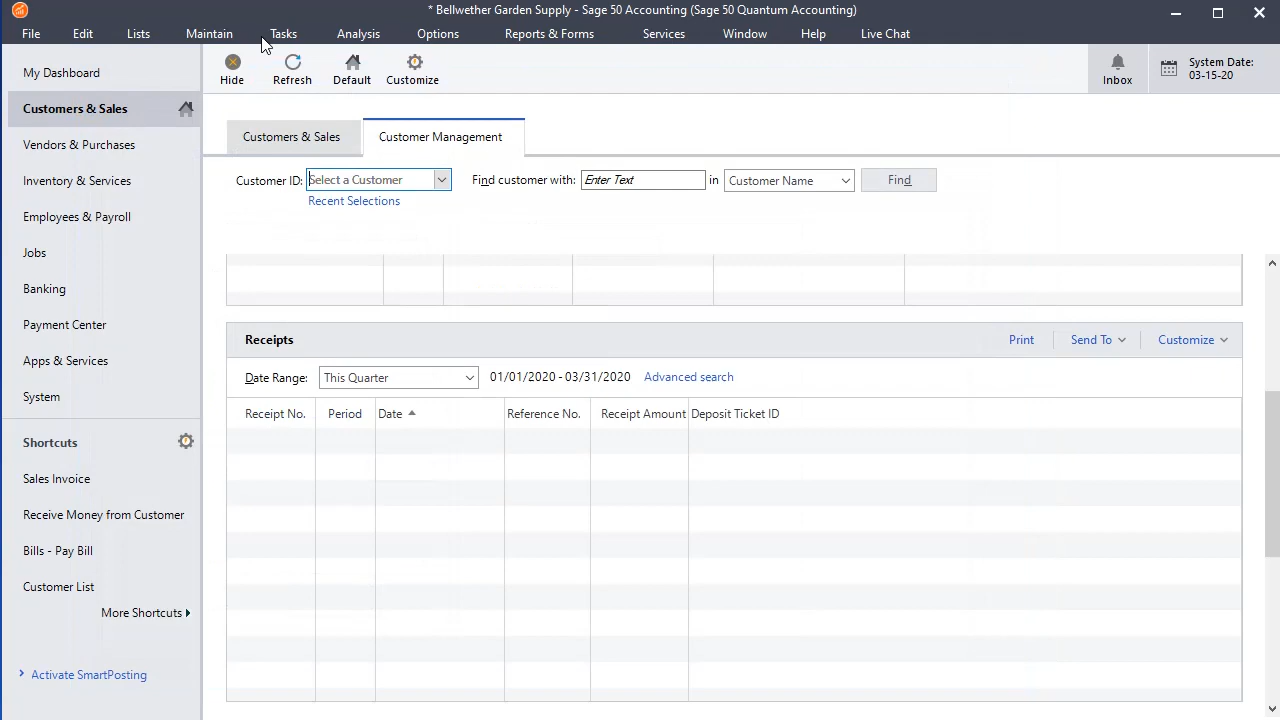 * Bellwether Garden Supply - Sage 50 Accounting (Sage 50 Quantum Accounting)
File Edit Lists Maintain Tasks Analysis Options Reports & Forms Services Window Help Live Chat
Hide Refresh Default Customize Inbox
System Date:
03-15-20
My Dashboard
Customers & Sales
Vendors & Purchases
Inventory & Services
Employees & Payroll
Jobs
Banking
Payment Center
Apps & Services
System
Shortcuts
Sales Invoice
Receive Money from Customer
Bills - Pay Bill
Customer List
More Shortcuts
Activate SmartPosting
Customers & Sales Customer Management
Customer ID: Select a Customer Find customer with: Enter Text in Customer Name Find
Recent Selections
Receipts Print Send To Customize
Date Range: This Quarter 01/01/2020 - 03/31/2020 Advanced search
Receipt No. Period Date Reference No. Receipt Amount Deposit Ticket ID